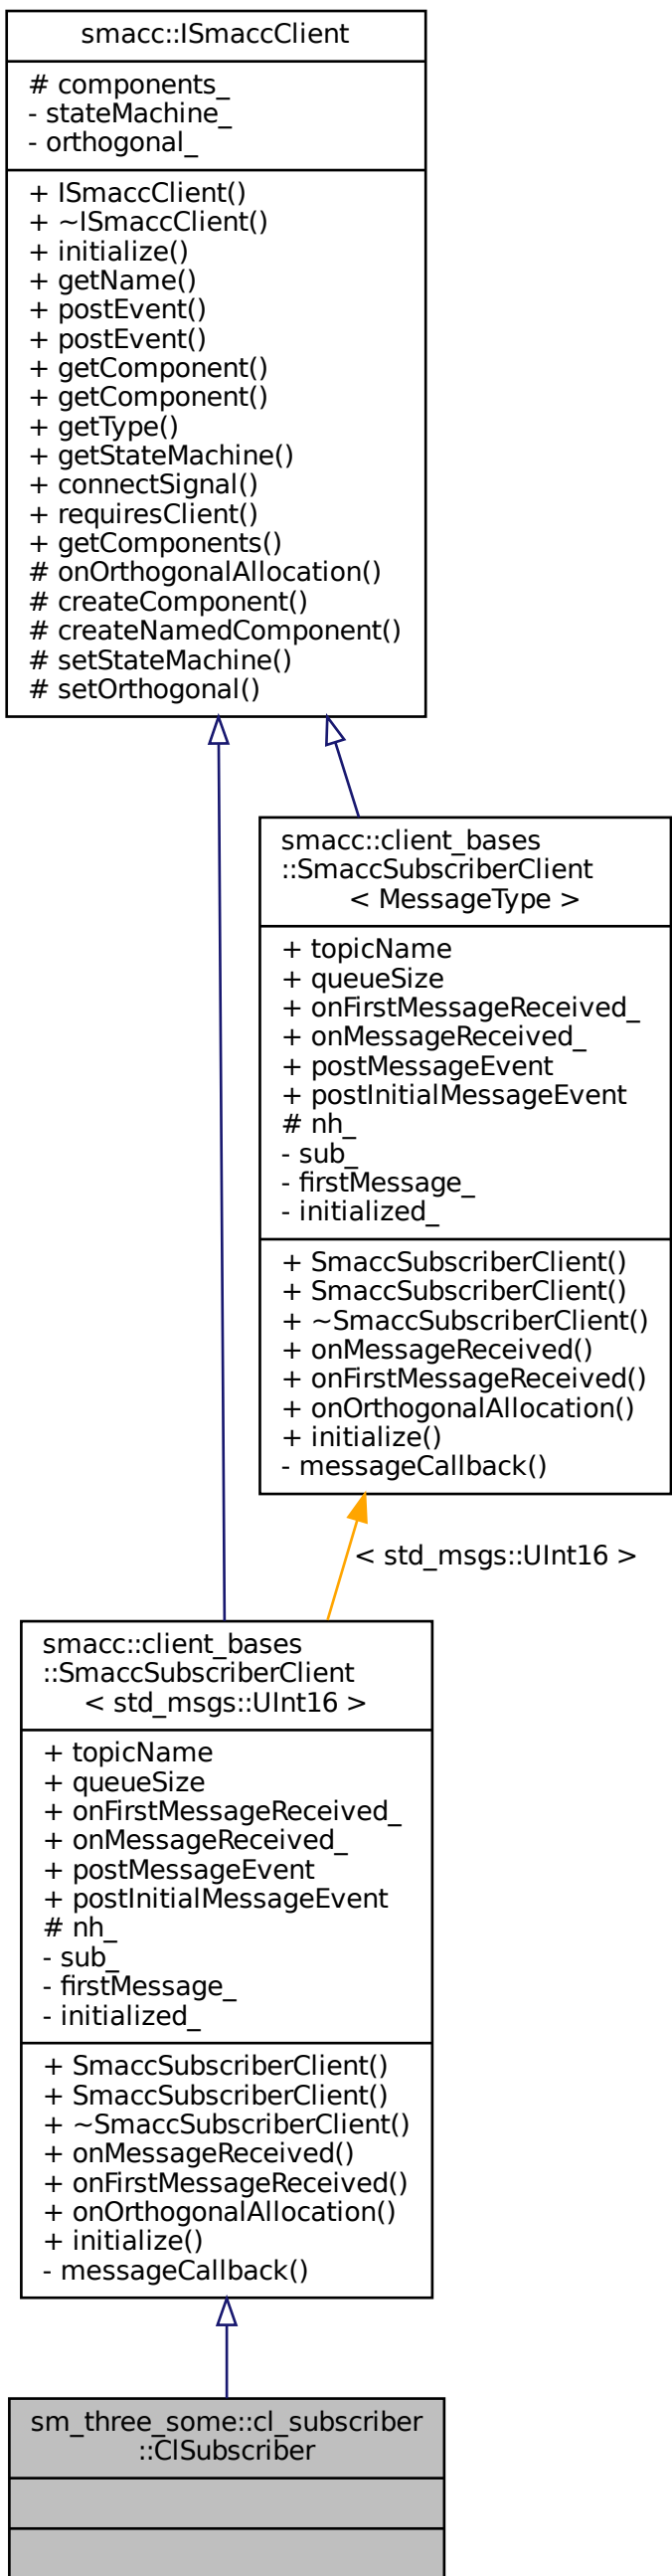 smacc::ISmaccClient
# components_
- stateMachine_
- orthogonal_
+ ISmaccClient()
+ ~ISmaccClient()
+ initialize()
+ getName()
+ postEvent()
+ postEvent()
+ getComponent()
+ getComponent()
+ getType()
+ getStateMachine()
+ connectSignal()
+ requiresClient()
+ getComponents()
# onOrthogonalAllocation()
# createComponent()
# createNamedComponent()
# setStateMachine()
# setOrthogonal()
smacc::client_bases
::SmaccSubscriberClient
< MessageType >
+ topicName
+ queueSize
+ onFirstMessageReceived_
+ onMessageReceived_
+ postMessageEvent
+ postInitialMessageEvent
# nh_
- sub_
- firstMessage_
- initialized_
+ SmaccSubscriberClient()
+ SmaccSubscriberClient()
+ ~SmaccSubscriberClient()
+ onMessageReceived()
+ onFirstMessageReceived()
+ onOrthogonalAllocation()
+ initialize()
- messageCallback()
< std_msgs::UInt16 >
smacc::client_bases
::SmaccSubscriberClient
< std_msgs::UInt16 >
+ topicName
+ queueSize
+ onFirstMessageReceived_
+ onMessageReceived_
+ postMessageEvent
+ postInitialMessageEvent
# nh_
- sub_
- firstMessage_
- initialized_
+ SmaccSubscriberClient()
+ SmaccSubscriberClient()
+ ~SmaccSubscriberClient()
+ onMessageReceived()
+ onFirstMessageReceived()
+ onOrthogonalAllocation()
+ initialize()
- messageCallback()
sm_three_some::cl_subscriber
::ClSubscriber